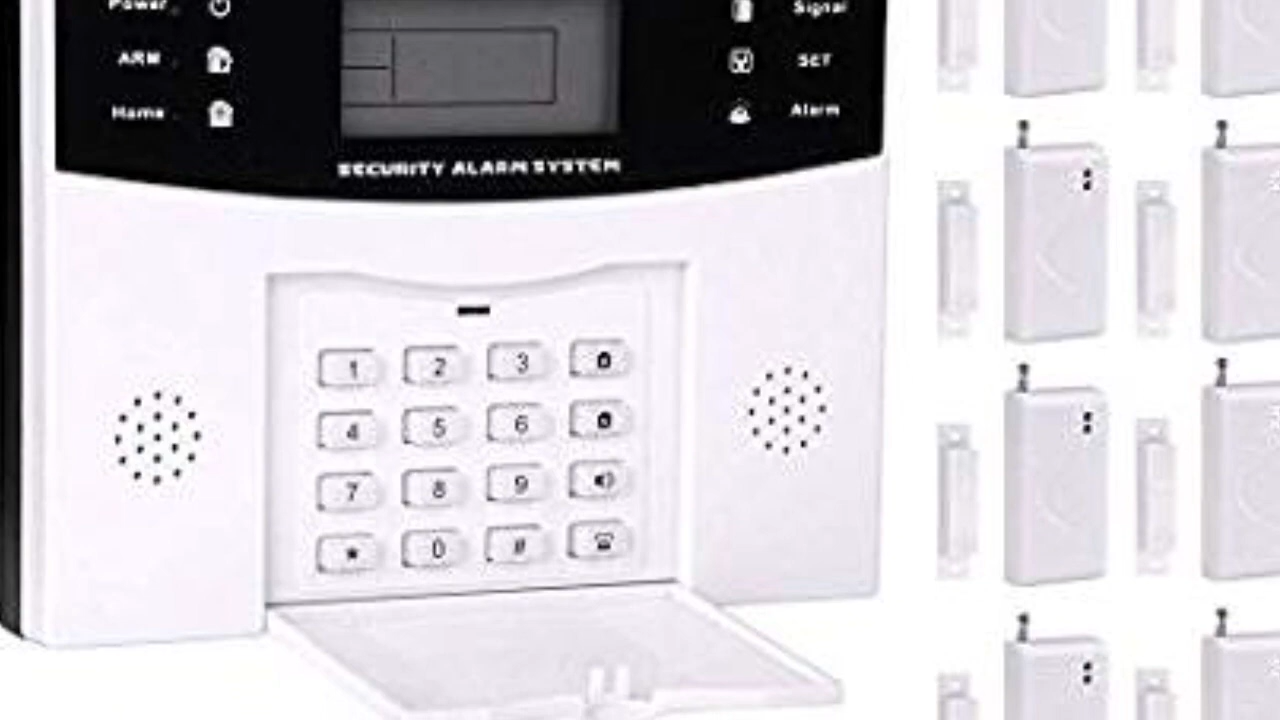 Power
Signal
ARM
SET
Home
Alarm
SECURITY ALARM SYSTEM
1 2 3
4 5 6
7 8 9
* 0 #